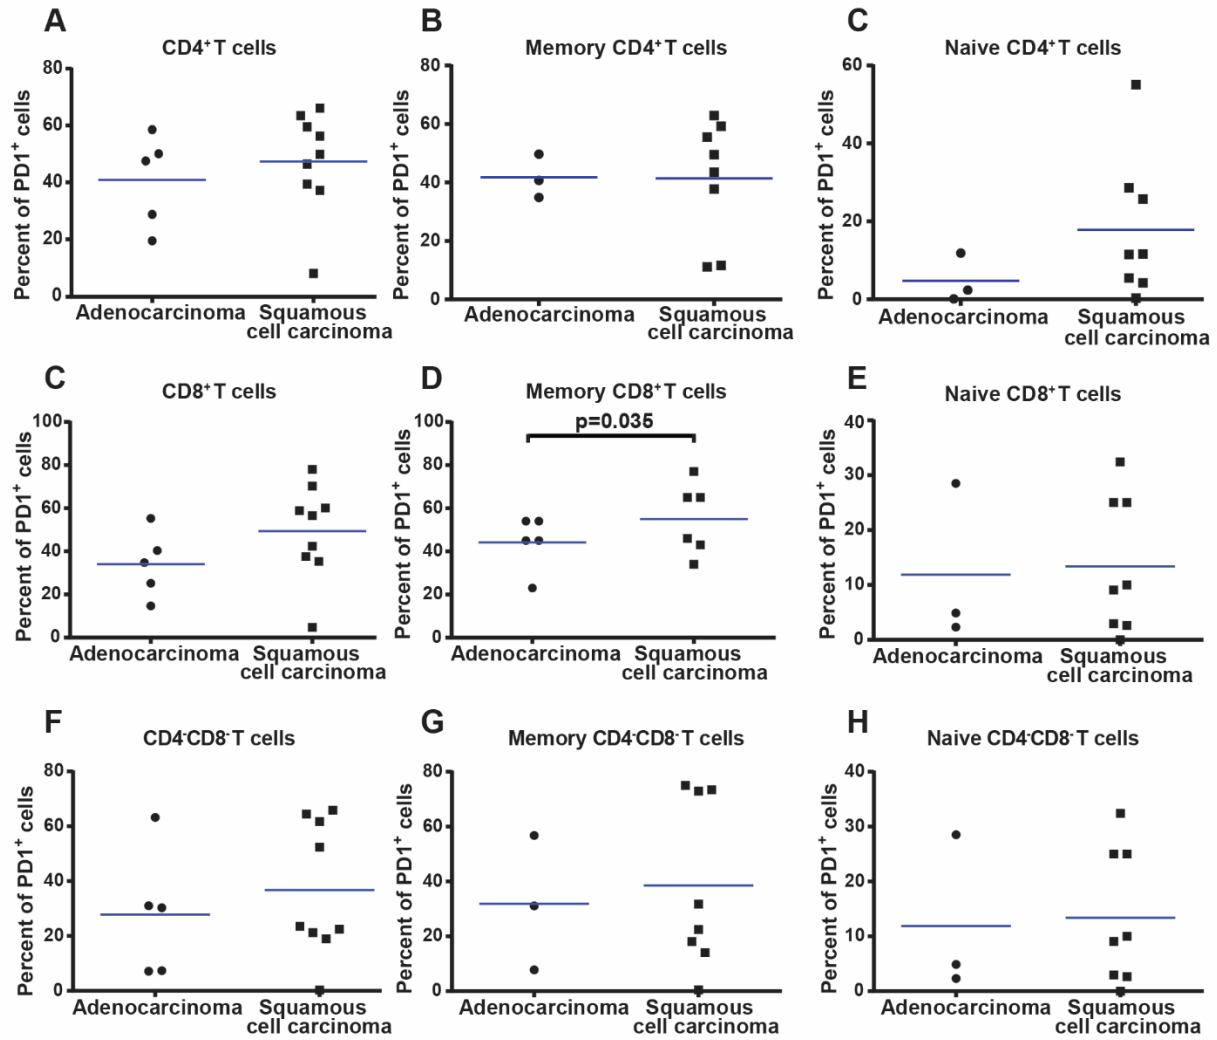 A
CD4⁺ T cells
Percent of PD1⁺ cells
80
60
40
20
0
Adenocarcinoma
Squamous
cell carcinoma
B
Memory CD4⁺ T cells
Percent of PD1⁺ cells
80
60
40
20
0
Adenocarcinoma
Squamous
cell carcinoma
C
Naive CD4⁺ T cells
Percent of PD1⁺ cells
60
40
20
0
Adenocarcinoma
Squamous
cell carcinoma
C
CD8⁺ T cells
Percent of PD1⁺ cells
100
80
60
40
20
0
Adenocarcinoma
Squamous
cell carcinoma
D
Memory CD8⁺ T cells
p=0.035
Percent of PD1⁺ cells
100
80
60
40
20
0
Adenocarcinoma
Squamous
cell carcinoma
E
Naive CD8⁺ T cells
Percent of PD1⁺ cells
40
30
20
10
0
Adenocarcinoma
Squamous
cell carcinoma
F
CD4⁻CD8⁻ T cells
Percent of PD1⁺ cells
80
60
40
20
0
Adenocarcinoma
Squamous
cell carcinoma
G
Memory CD4⁻CD8⁻ T cells
Percent of PD1⁺ cells
80
60
40
20
0
Adenocarcinoma
Squamous
cell carcinoma
H
Naive CD4⁻CD8⁻ T cells
Percent of PD1⁺ cells
40
30
20
10
0
Adenocarcinoma
Squamous
cell carcinoma